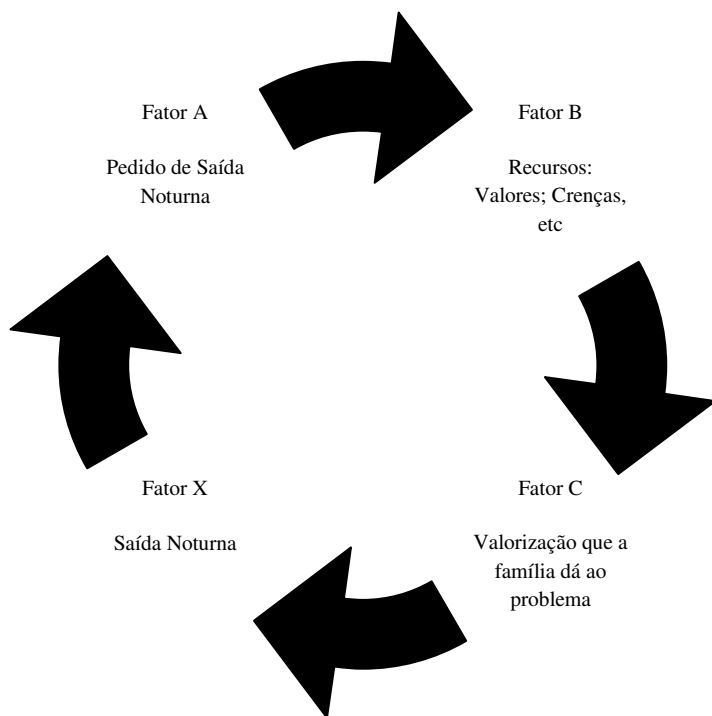 Fator A
Pedido de Saída
Noturna
Fator B
Recursos:
Valores; Crenças,
etc
Fator X
Saída Noturna
Fator C
Valorização que a
família dá ao
problema